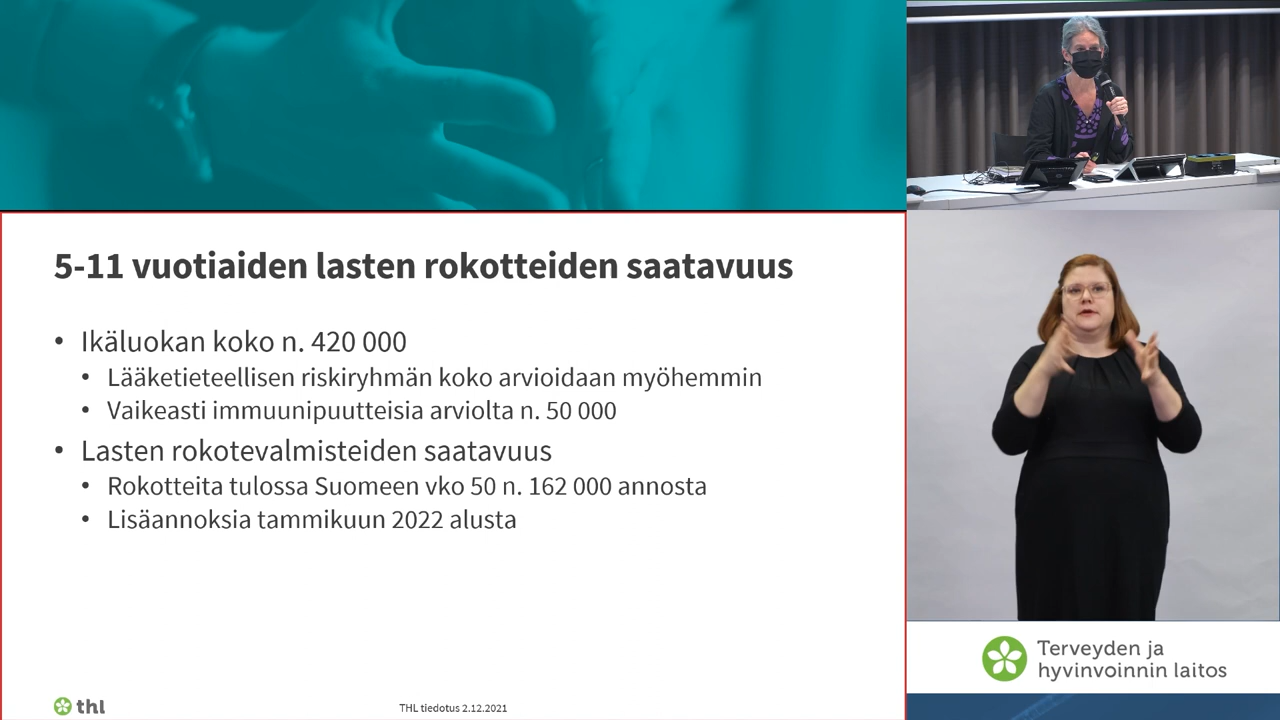 5-11 vuotiaiden lasten rokotteiden saatavuus
• Ikäluokan koko n. 420 000
• Lääketieteellisen riskiryhmän koko arvioidaan myöhemmin
• Vaikeasti immuunipuutteisia arviolta n. 50 000
• Lasten rokotevalmisteiden saatavuus
• Rokotteita tulossa Suomeen vko 50 n. 162 000 annosta
• Lisäannoksia tammikuun 2022 alusta
thl
THL tiedotus 2.12.2021
Terveyden ja
hyvinvoinnin laitos